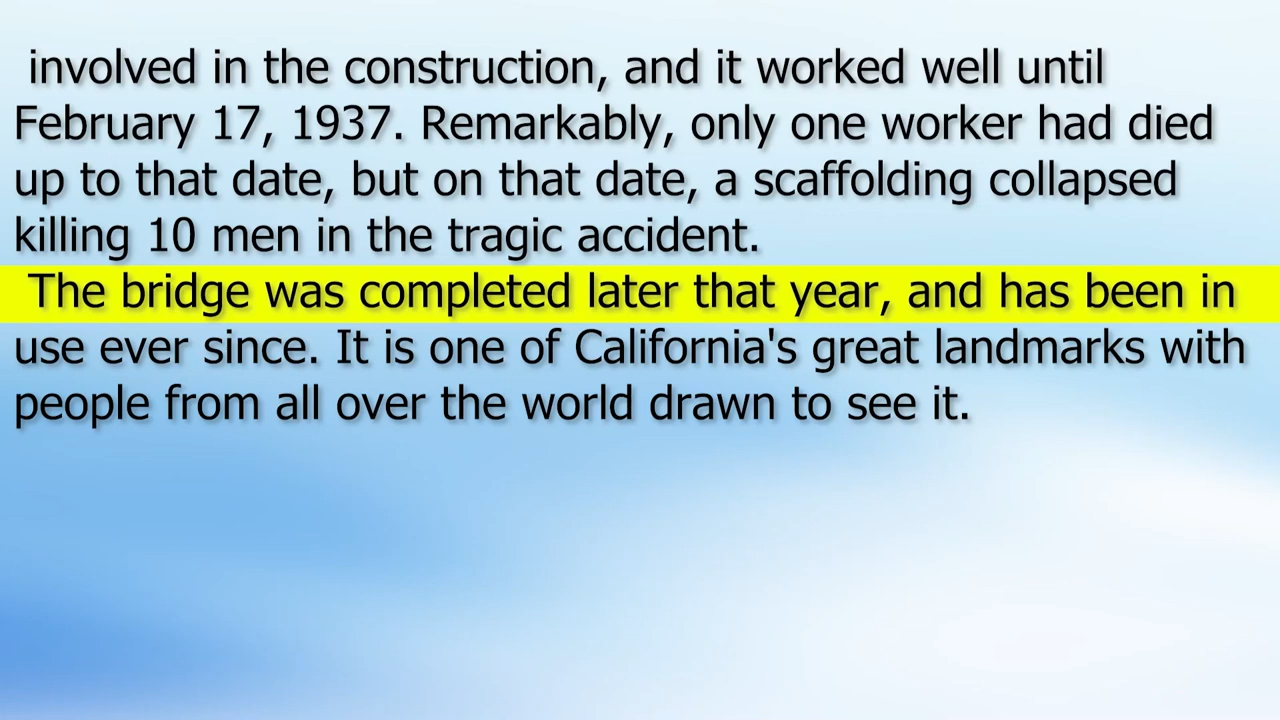 involved in the construction, and it worked well until
February 17, 1937. Remarkably, only one worker had died
up to that date, but on that date, a scaffolding collapsed
killing 10 men in the tragic accident.
The bridge was completed later that year, and has been in
use ever since. It is one of California's great landmarks with
people from all over the world drawn to see it.